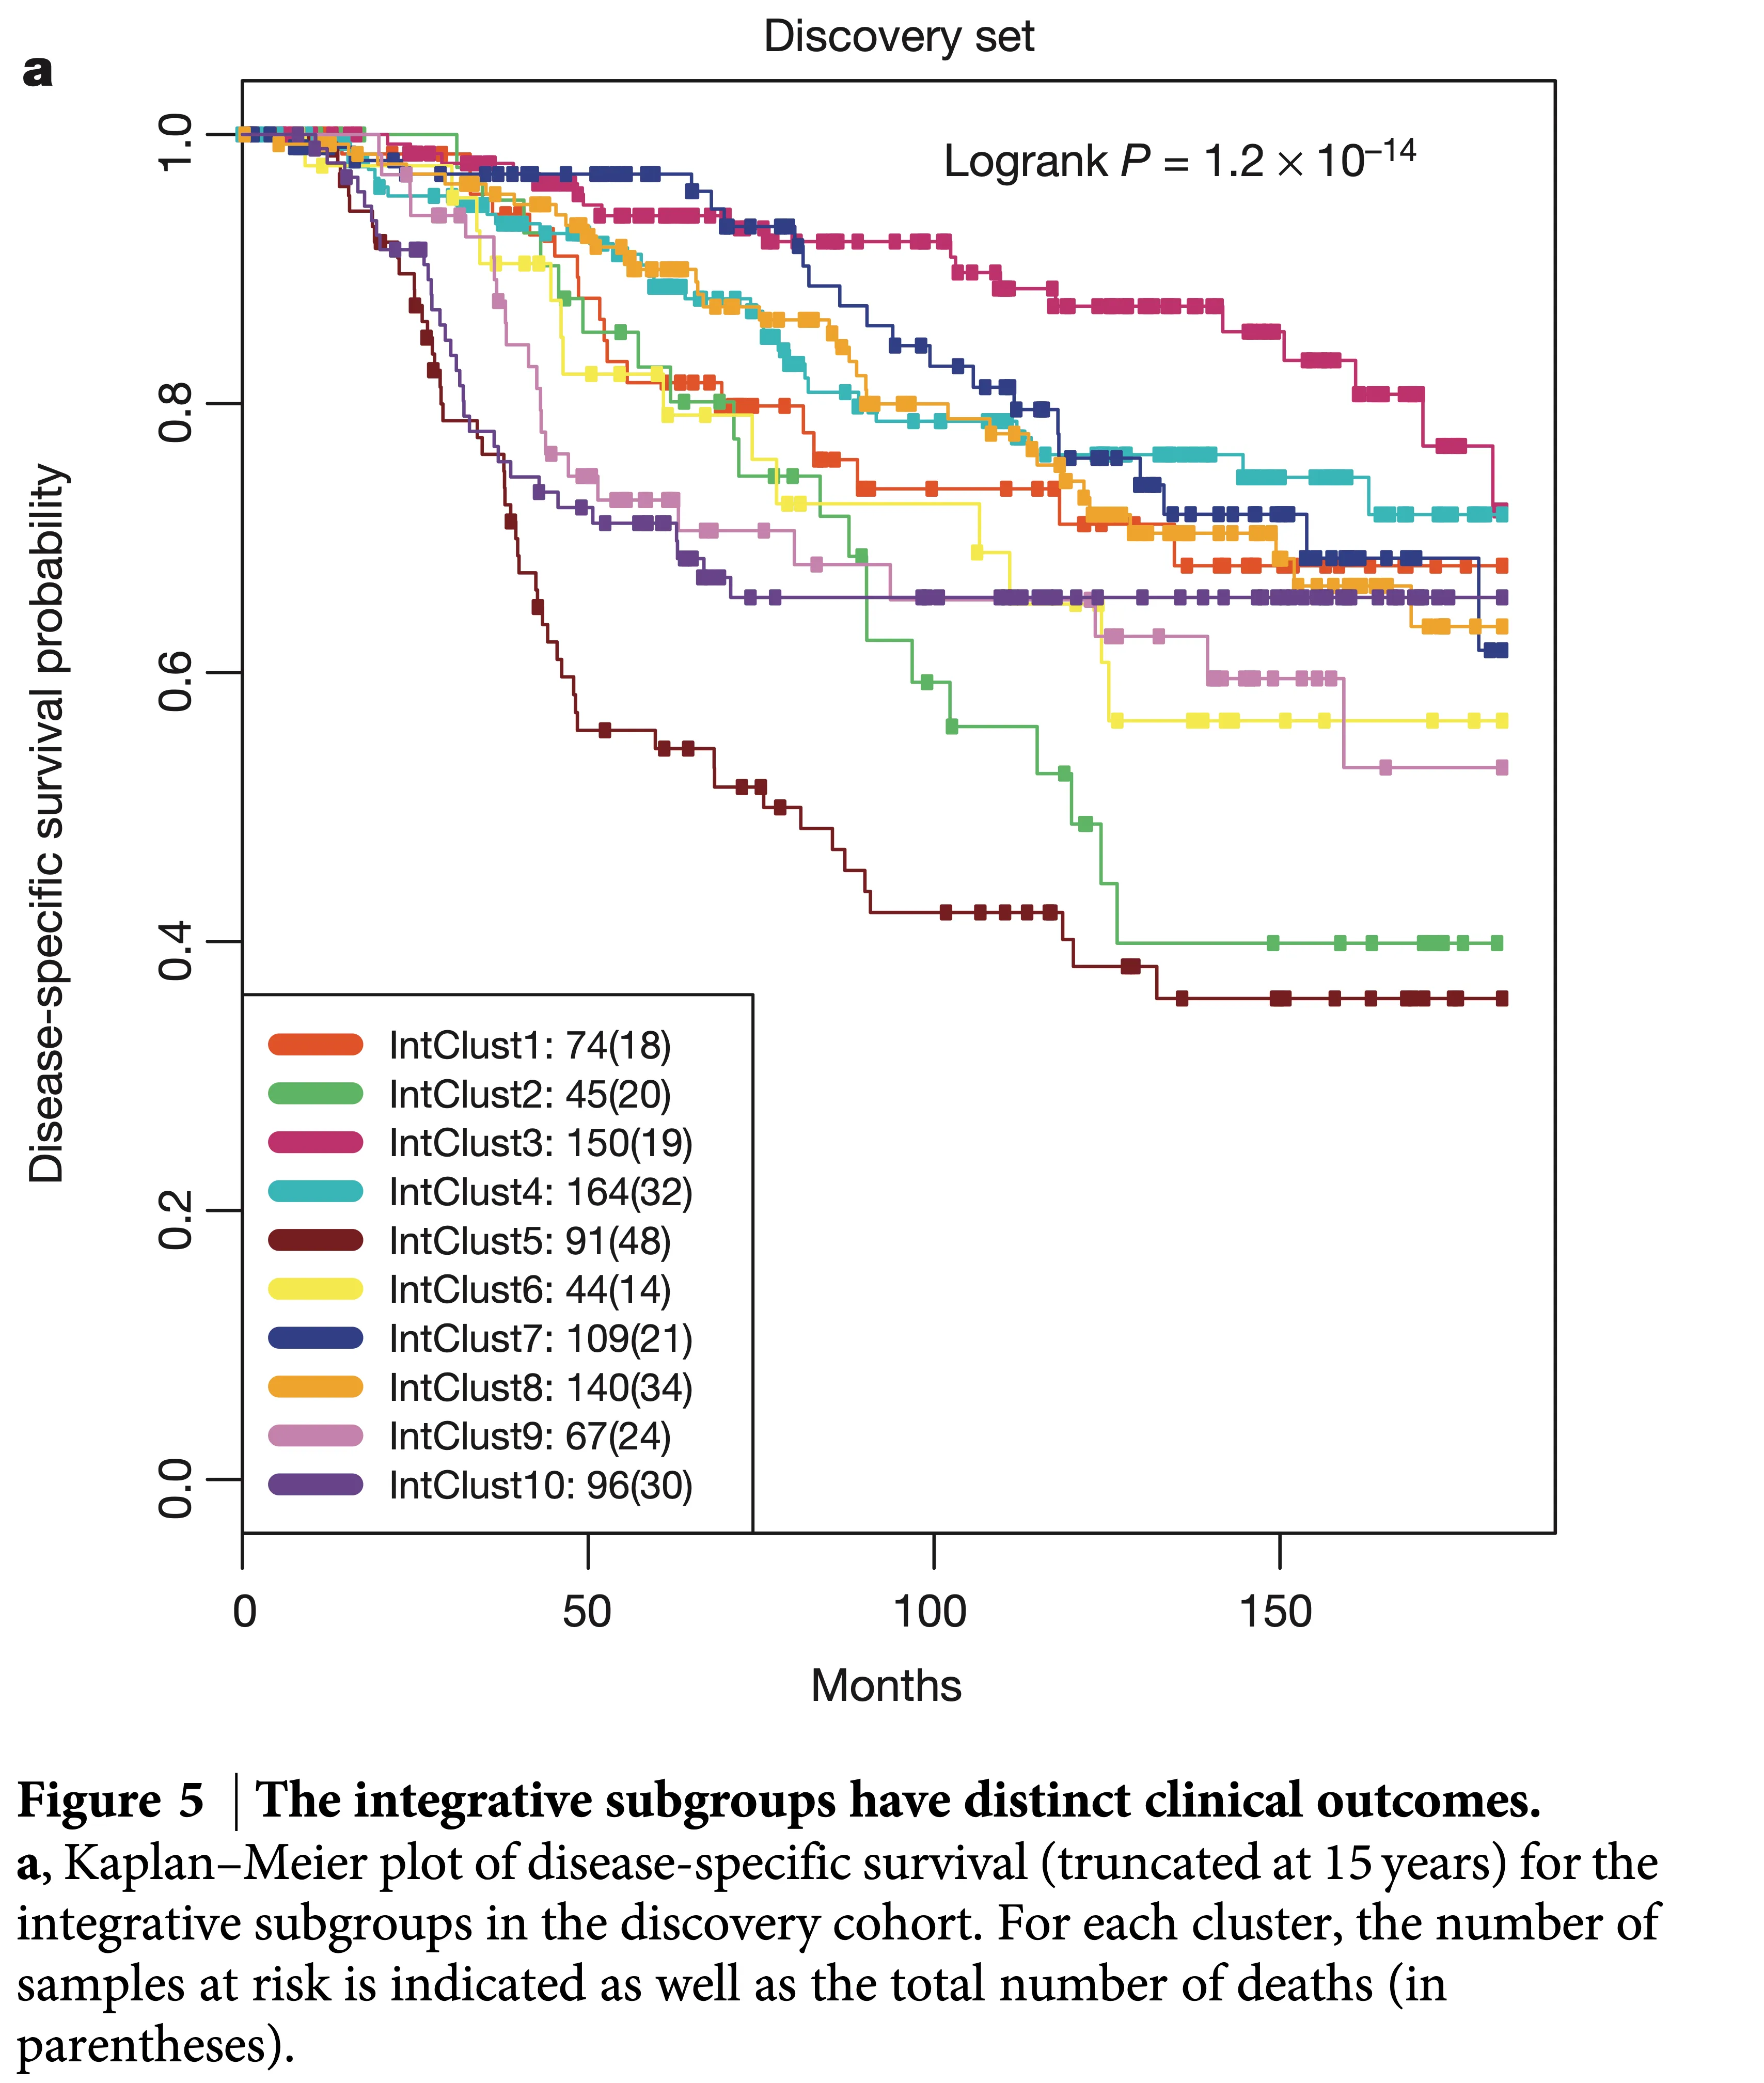 Discovery set
a
Logrank P = 1.2 × 10–14
Disease-specific survival probability
1.0
0.8
0.6
0.4
0.2
0.0
IntClust1: 74(18)
IntClust2: 45(20)
IntClust3: 150(19)
IntClust4: 164(32)
IntClust5: 91(48)
IntClust6: 44(14)
IntClust7: 109(21)
IntClust8: 140(34)
IntClust9: 67(24)
IntClust10: 96(30)
0 50 100 150
Months
Figure 5 | The integrative subgroups have distinct clinical outcomes.
a, Kaplan–Meier plot of disease-specific survival (truncated at 15 years) for the
integrative subgroups in the discovery cohort. For each cluster, the number of
samples at risk is indicated as well as the total number of deaths (in
parentheses).